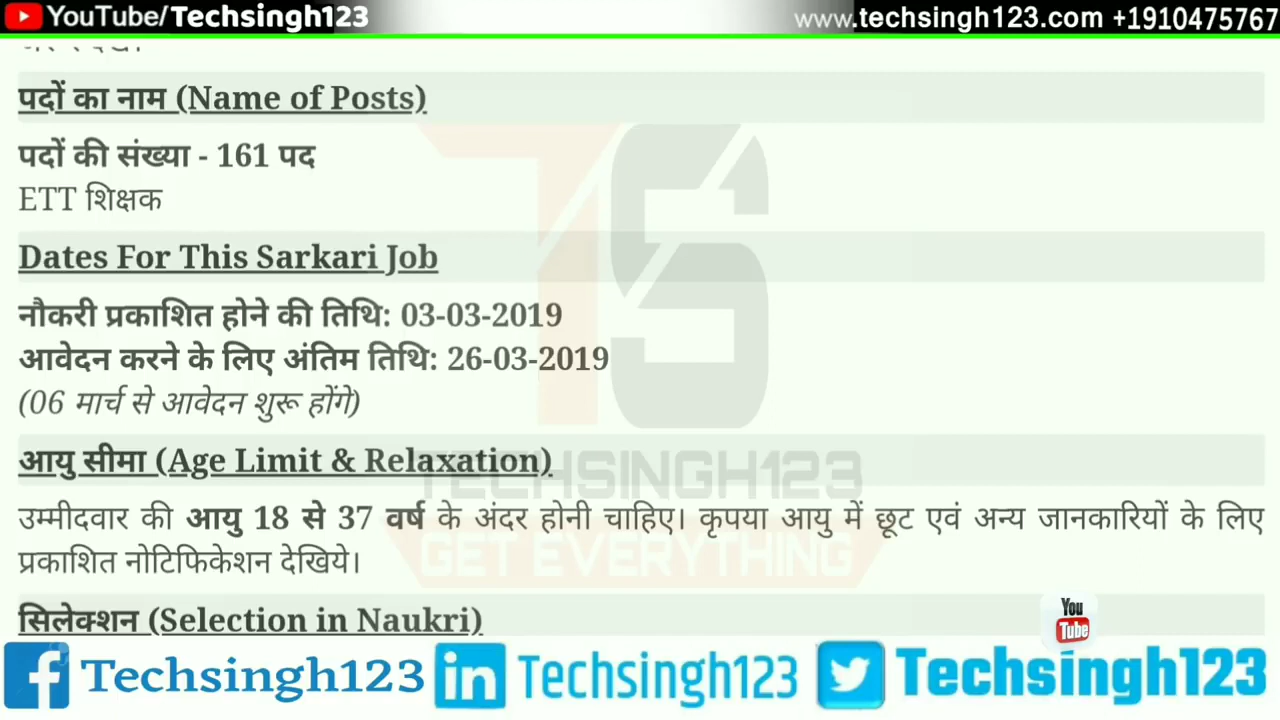 YouTube/Techsingh123
www.techsingh123.com +1910475767
पदों का नाम (Name of Posts)
पदों की संख्या - 161 पद
ETT शिक्षक
Dates For This Sarkari Job
नौकरी प्रकाशित होने की तिथि: 03-03-2019
आवेदन करने के लिए अंतिम तिथि: 26-03-2019
(06 मार्च से आवेदन शुरू होंगे)
आयु सीमा (Age Limit & Relaxation)
TECHSINGH123
उम्मीदवार की आयु 18 से 37 वर्ष के अंदर होनी चाहिए। कृपया आयु में छूट एवं अन्य जानकारियों के लिए
प्रकाशित नोटिफिकेशन देखिये।
GET EVERYTHING
सिलेक्शन (Selection in Naukri)
You
Tube
Techsingh123
in Techsingh123
Techsingh123